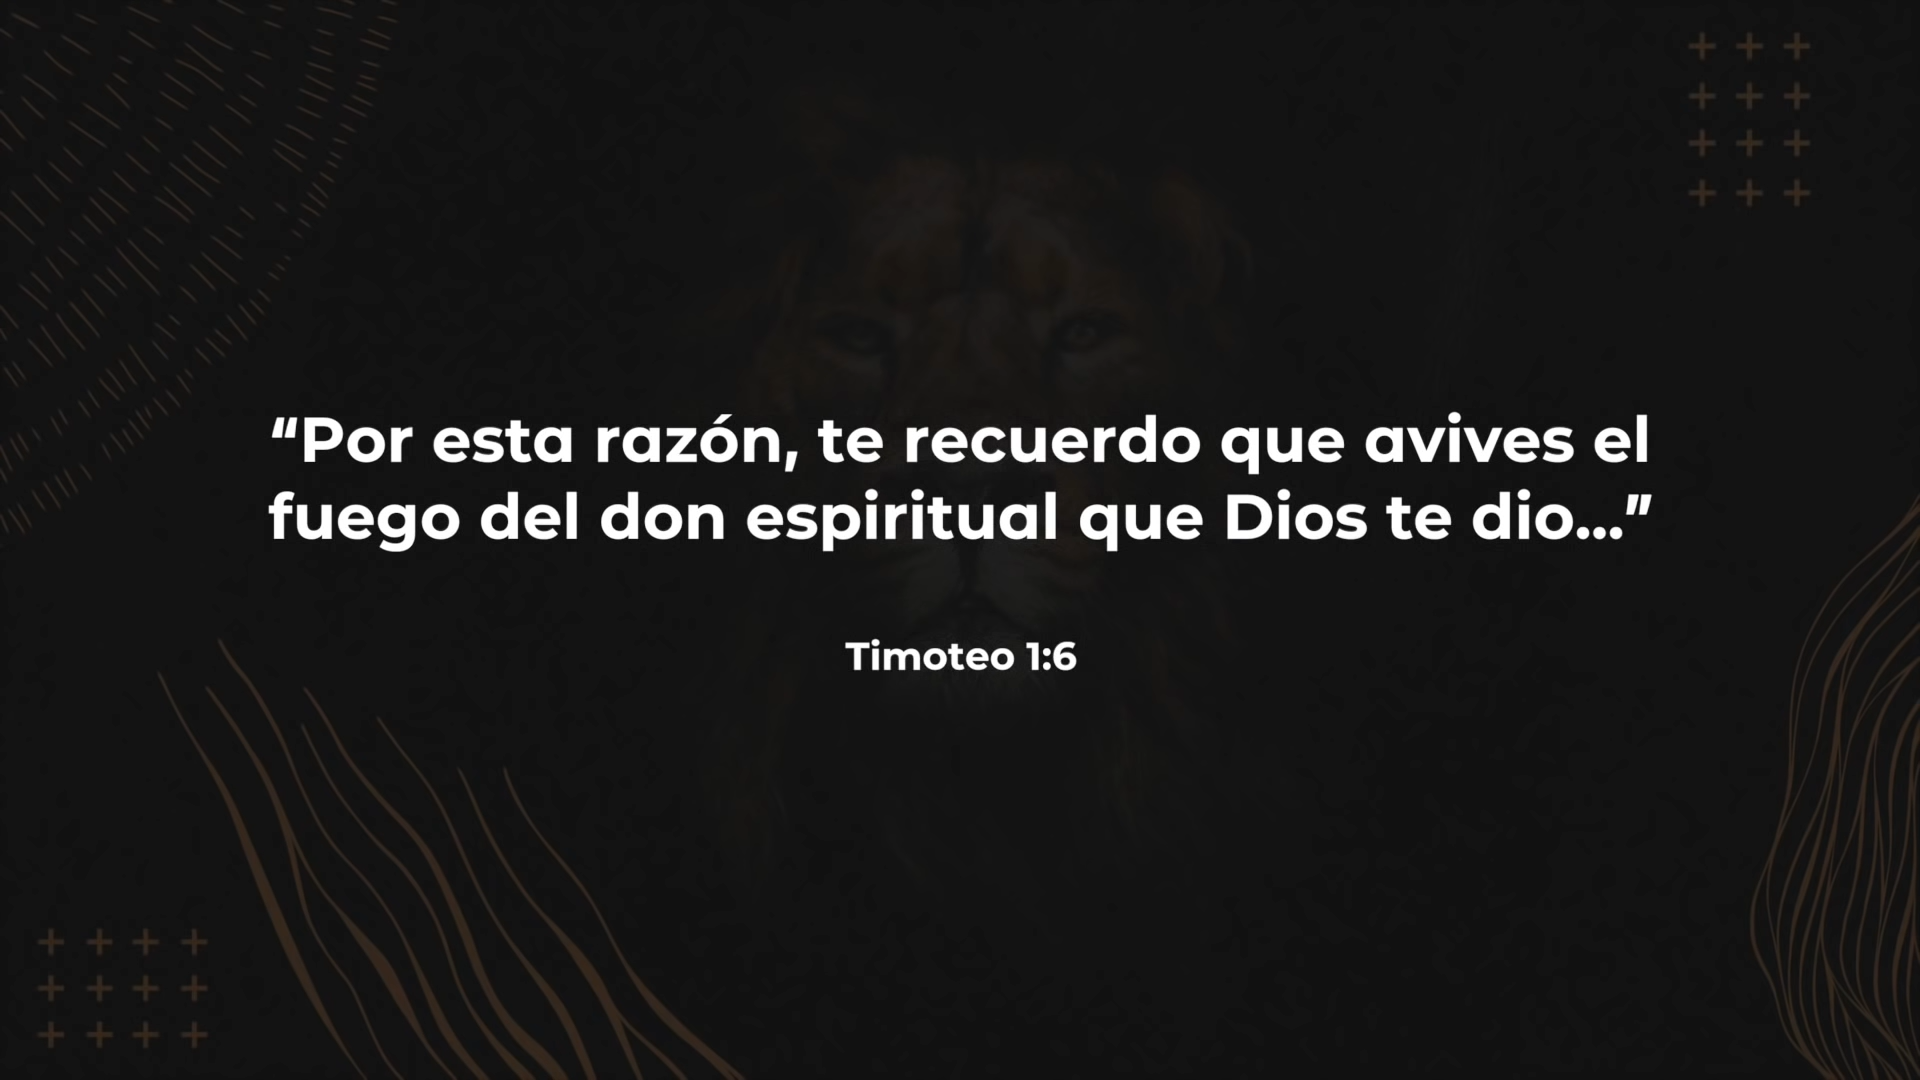 “Por esta razón, te recuerdo que avives el
fuego del don espiritual que Dios te dio...”
Timoteo 1:6